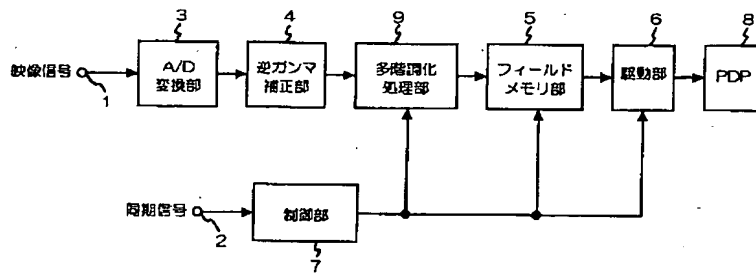 3
4
9
5
6
8
映像信号
1
A/D
変換部
逆ガンマ
補正部
多階調化
処理部
フィールド
メモリ部
駆動部
PDP
同期信号
2
制御部
7